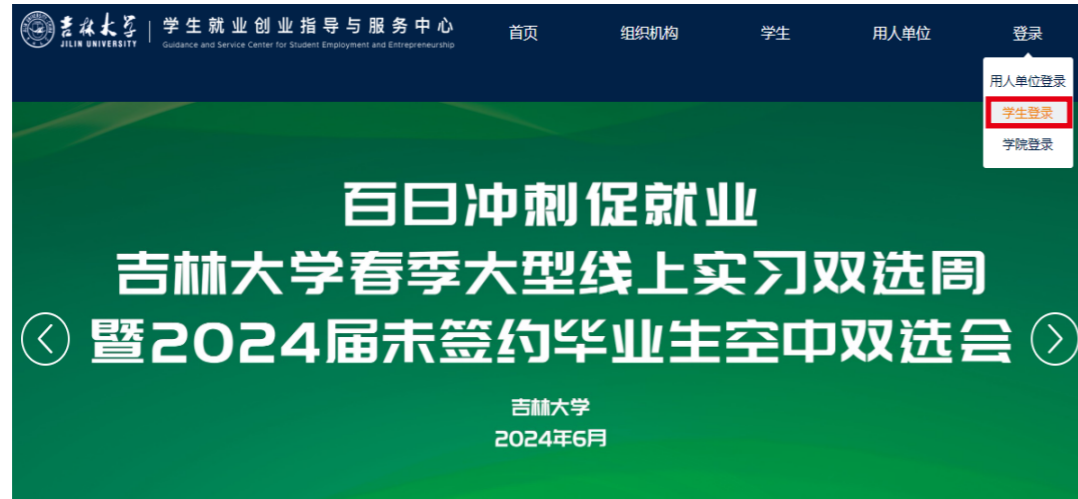 吉林大学
JILIN UNIVERSITY
学生就业创业指导与服务中心
Guidance and Service Center for Student Employment and Entrepreneurship
首页
组织机构
学生
用人单位
登录
用人单位登录
学生登录
学院登录
百日冲刺促就业
吉林大学春季大型线上实习双选周
暨2024届未签约毕业生空中双选会
吉林大学
2024年6月